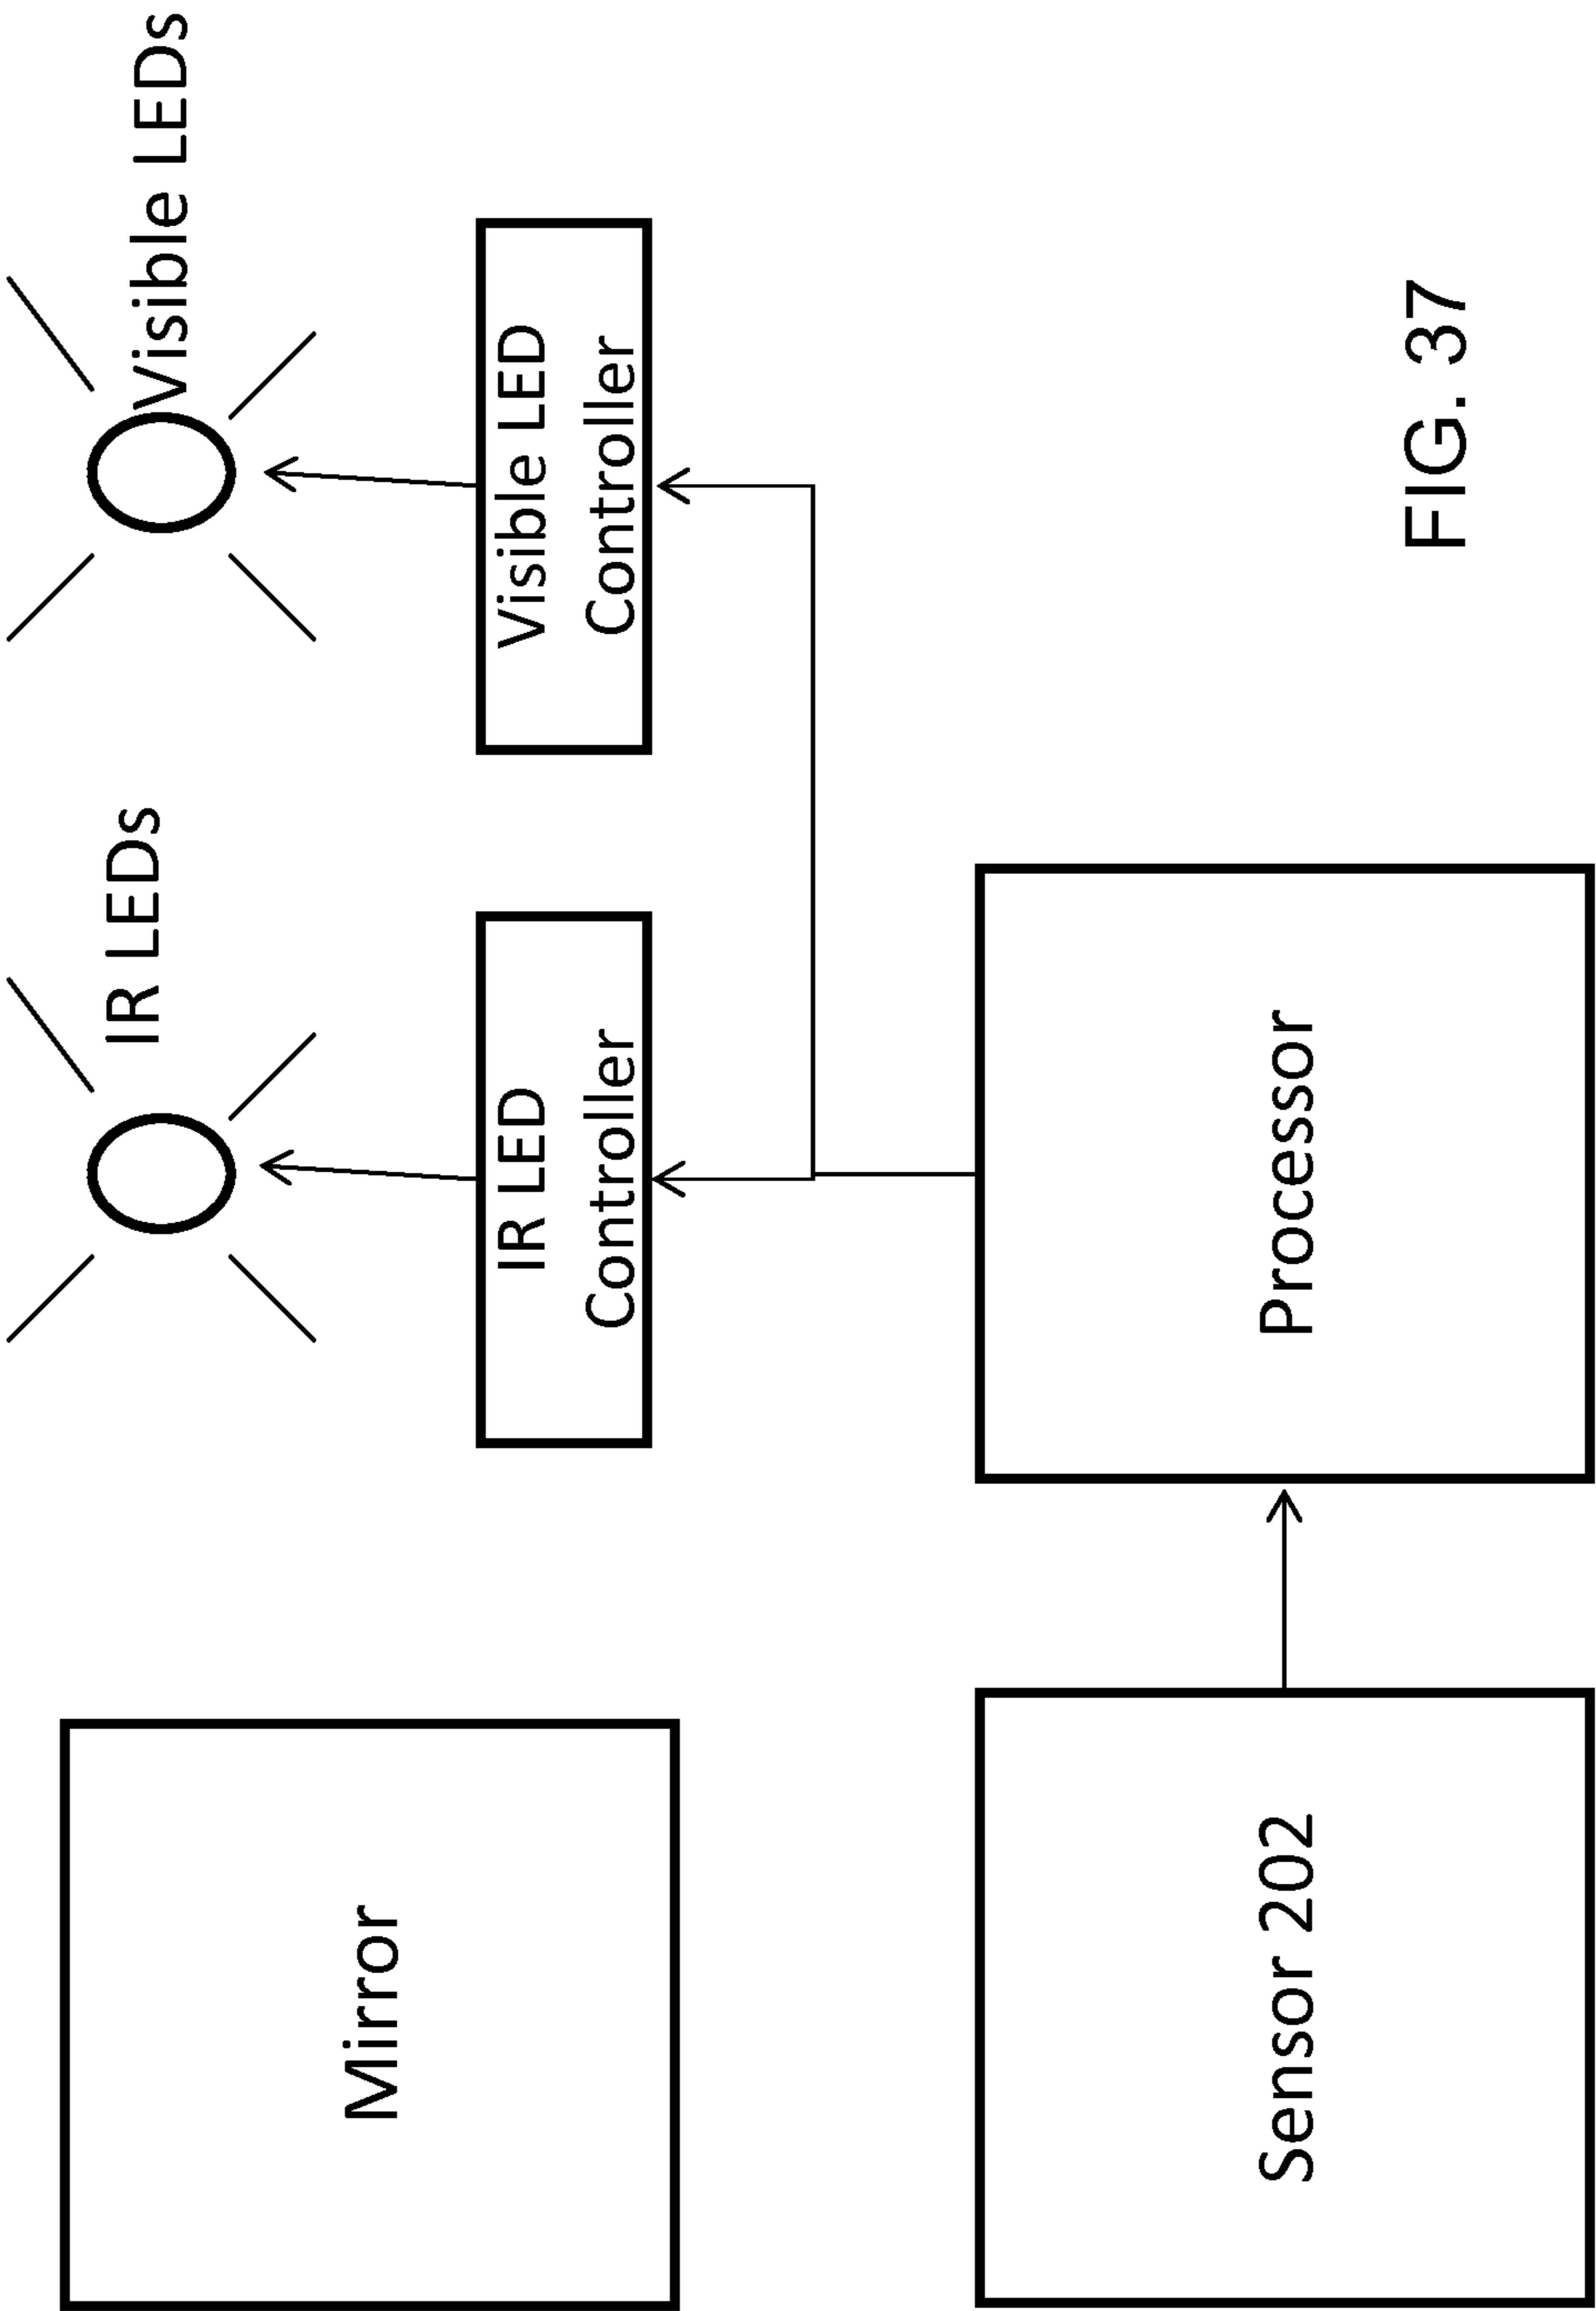 Mirror
IR LEDs
Visible LEDs
IR LED
Controller
Visible LED
Controller
Sensor 202
Processor
FIG. 37